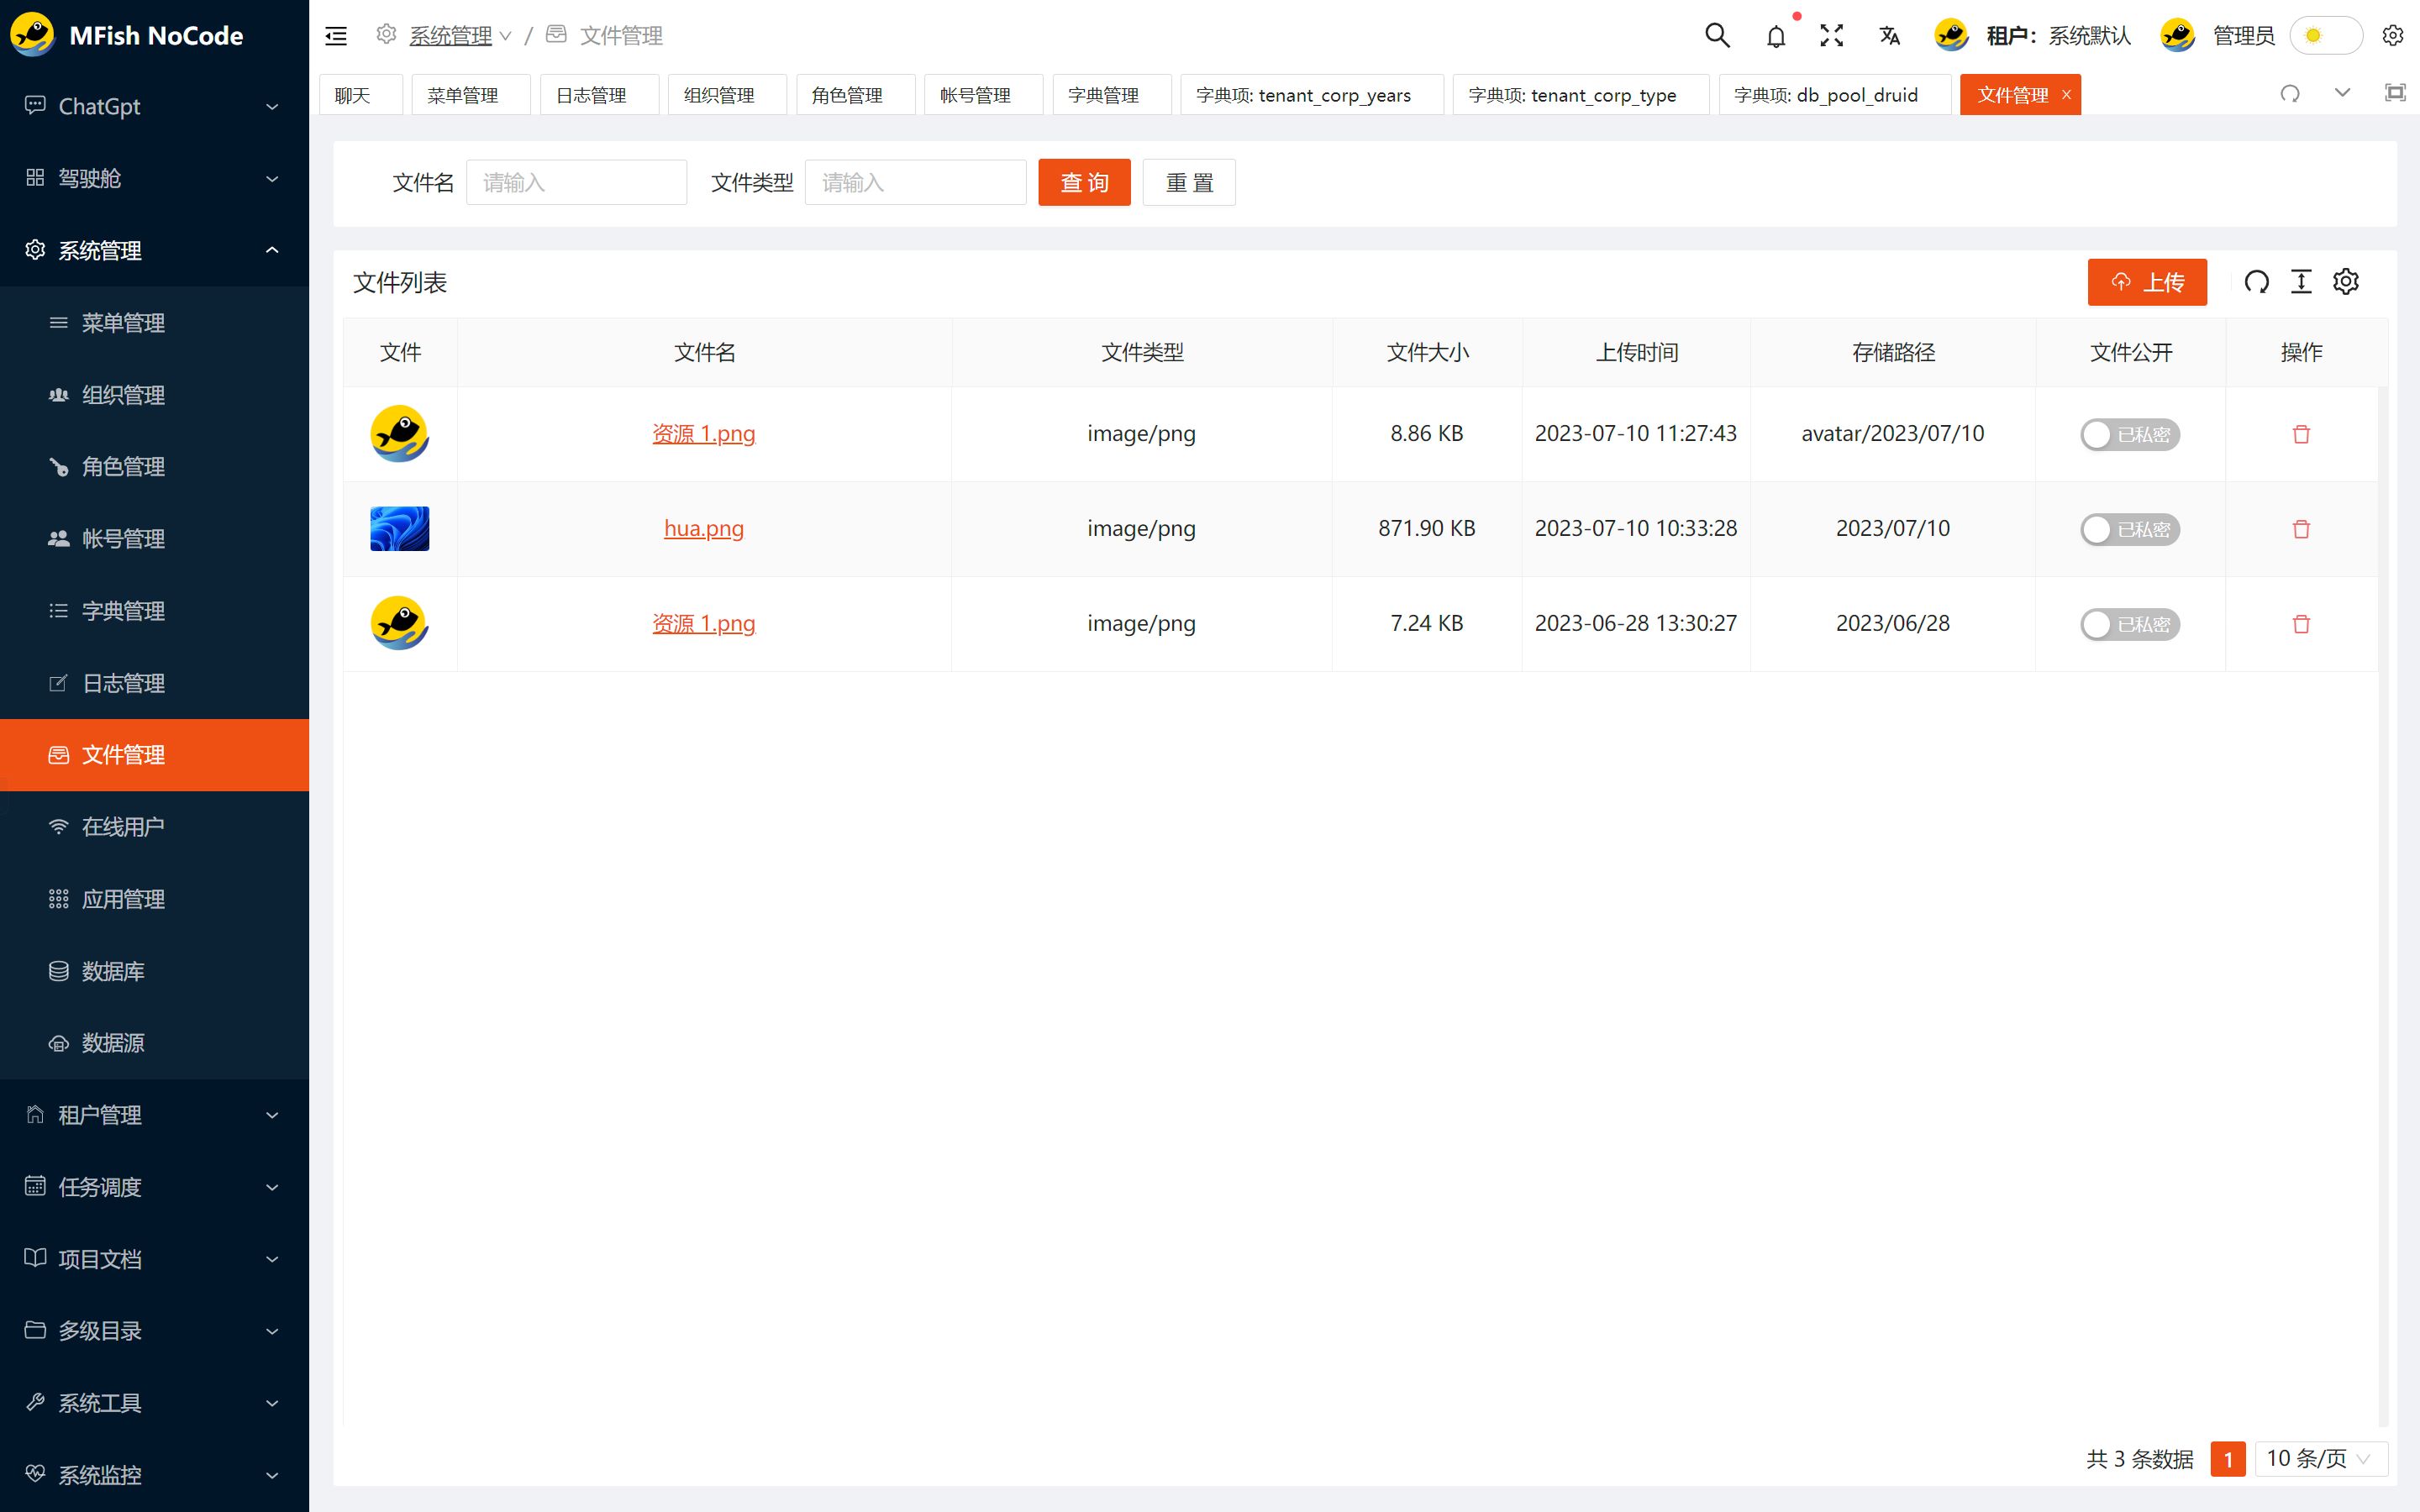 MFish NoCode
系统管理 / 文件管理
租户： 系统默认
管理员
聊天
菜单管理
日志管理
组织管理
角色管理
帐号管理
字典管理
字典项: tenant_corp_years
字典项: tenant_corp_type
字典项: db_pool_druid
文件管理
ChatGpt
驾驶舱
系统管理
菜单管理
组织管理
角色管理
帐号管理
字典管理
日志管理
文件管理
在线用户
应用管理
数据库
数据源
租户管理
任务调度
项目文档
多级目录
系统工具
系统监控
文件名 请输入 文件类型 请输入 查 询 重 置
文件列表
上传
文件 文件名 文件类型 文件大小 上传时间 存储路径 文件公开 操作
资源 1.png image/png 8.86 KB 2023-07-10 11:27:43 avatar/2023/07/10 已私密
hua.png image/png 871.90 KB 2023-07-10 10:33:28 2023/07/10 已私密
资源 1.png image/png 7.24 KB 2023-06-28 13:30:27 2023/06/28 已私密
共 3 条数据 1 10 条/页